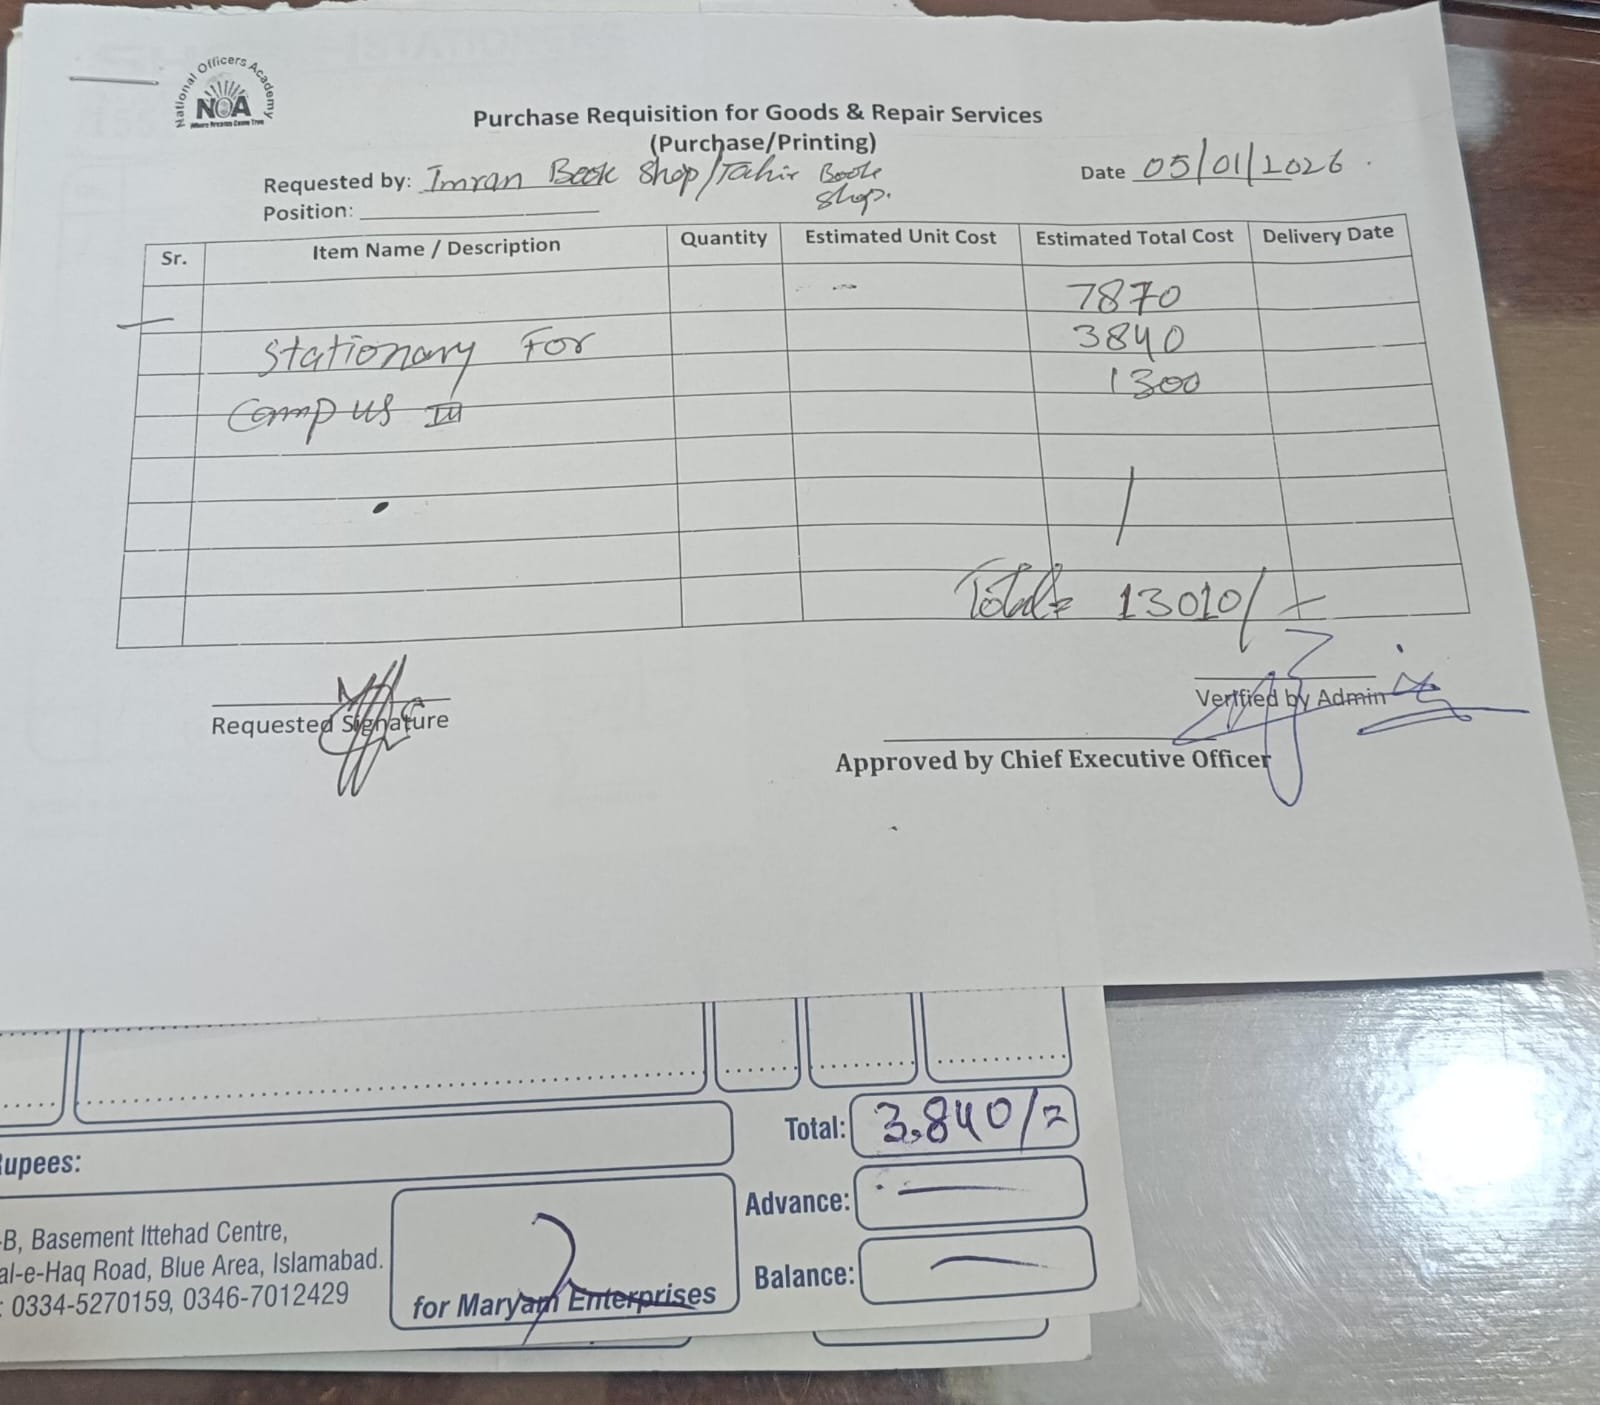 National Officers Academy
NOA
Where Dreams Come True
Purchase Requisition for Goods & Repair Services
(Purchase/Printing)
Requested by: Imran Book Shop/Tahir Book Shop.
Date 05/01/2026.
Position:
Sr. Item Name / Description Quantity Estimated Unit Cost Estimated Total Cost Delivery Date
7870
Stationary For 3840
Campus III 1300
Total= 13010/-
Requested Signature
Verified by Admin
Approved by Chief Executive Officer
Total: 3,840/=
Rupees:
Advance: —
-B, Basement Ittehad Centre,
al-e-Haq Road, Blue Area, Islamabad.
: 0334-5270159, 0346-7012429
for Maryam Enterprises
Balance: —